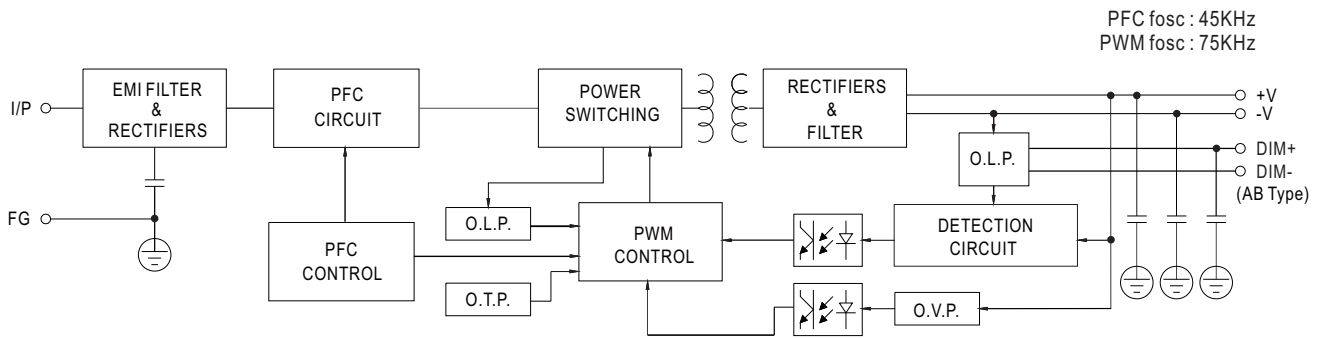 PFC fosc : 45KHz
PWM fosc : 75KHz
I/P
EMI FILTER
&
RECTIFIERS
PFC
CIRCUIT
POWER
SWITCHING
RECTIFIERS
&
FILTER
+V
-V
O.L.P.
DIM+
DIM-
(AB Type)
FG
O.L.P.
PFC
CONTROL
PWM
CONTROL
DETECTION
CIRCUIT
O.T.P.
O.V.P.